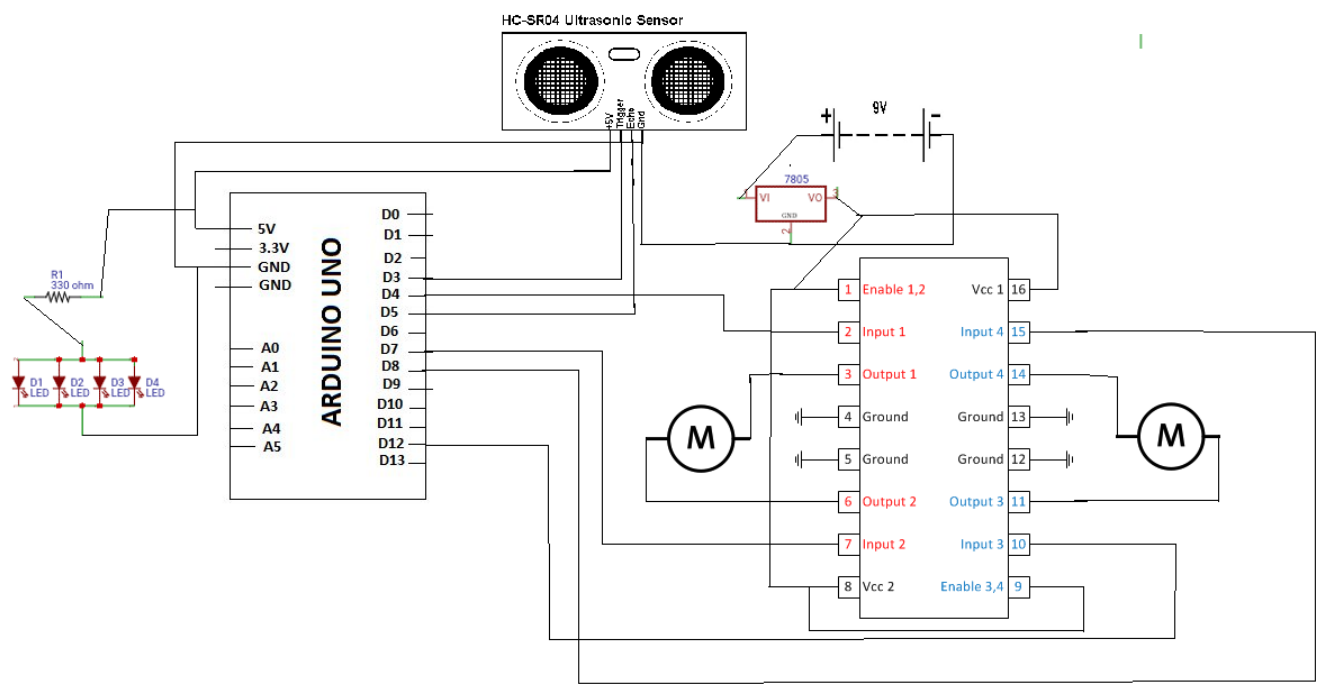 HC-SR04 Ultrasonic Sensor
+5V
Trigger
Echo
Gnd
+ 9V -
7805
1 VI VO 3
GND
2
ARDUINO UNO
5V
3.3V
GND
GND
A0
A1
A2
A3
A4
A5
D0
D1
D2
D3
D4
D5
D6
D7
D8
D9
D10
D11
D12
D13
R1
330 ohm
D1 LED
D2 LED
D3 LED
D4 LED
M
1 Enable 1,2
2 Input 1
3 Output 1
4 Ground
5 Ground
6 Output 2
7 Input 2
8 Vcc 2
Vcc 1 16
Input 4 15
Output 4 14
Ground 13
Ground 12
Output 3 11
Input 3 10
Enable 3,4 9
M